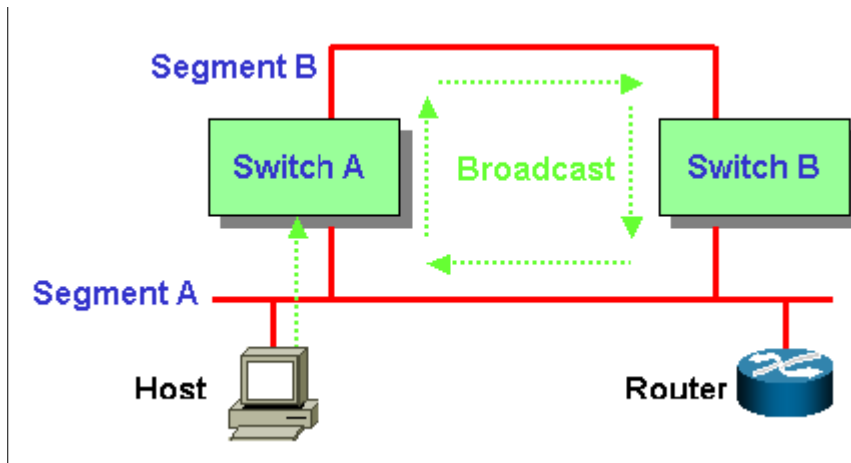 Segment B
Switch A
Broadcast
Switch B
Segment A
Host
Router